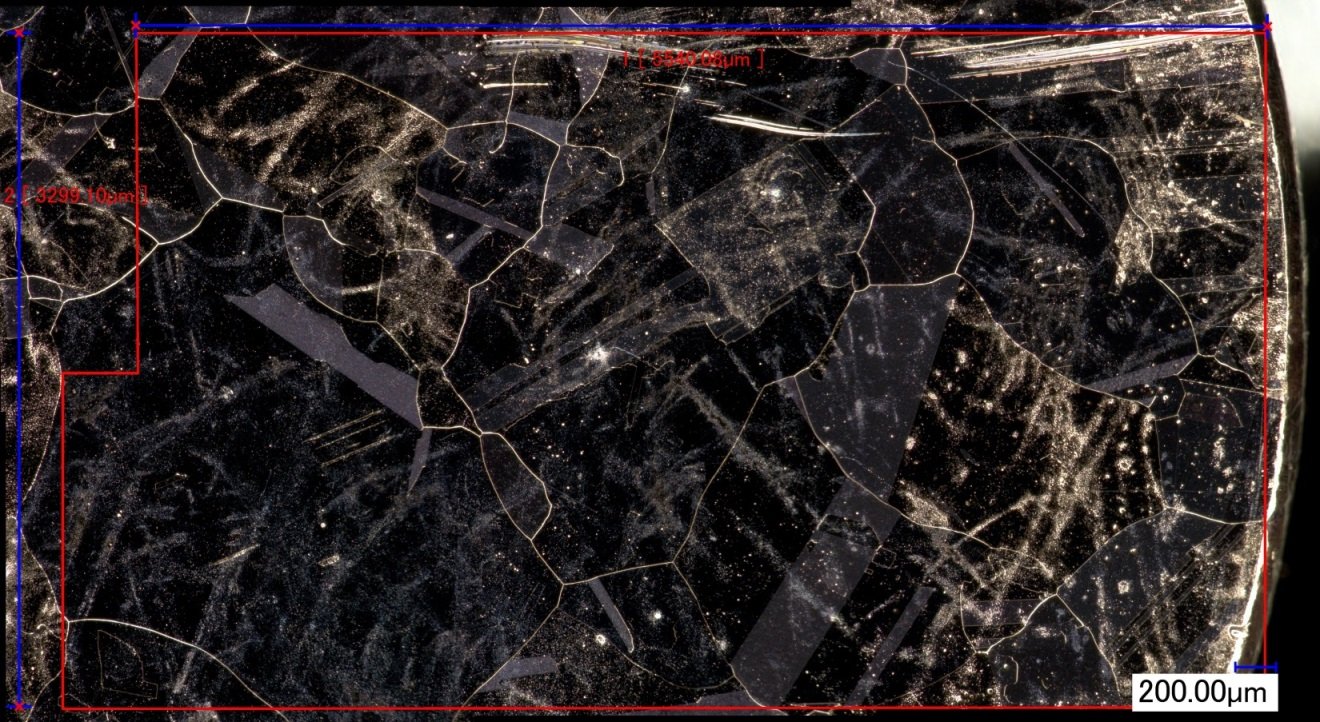 1 [ 3540.08µm ]
2 [ 3299.10µm ]
200.00µm